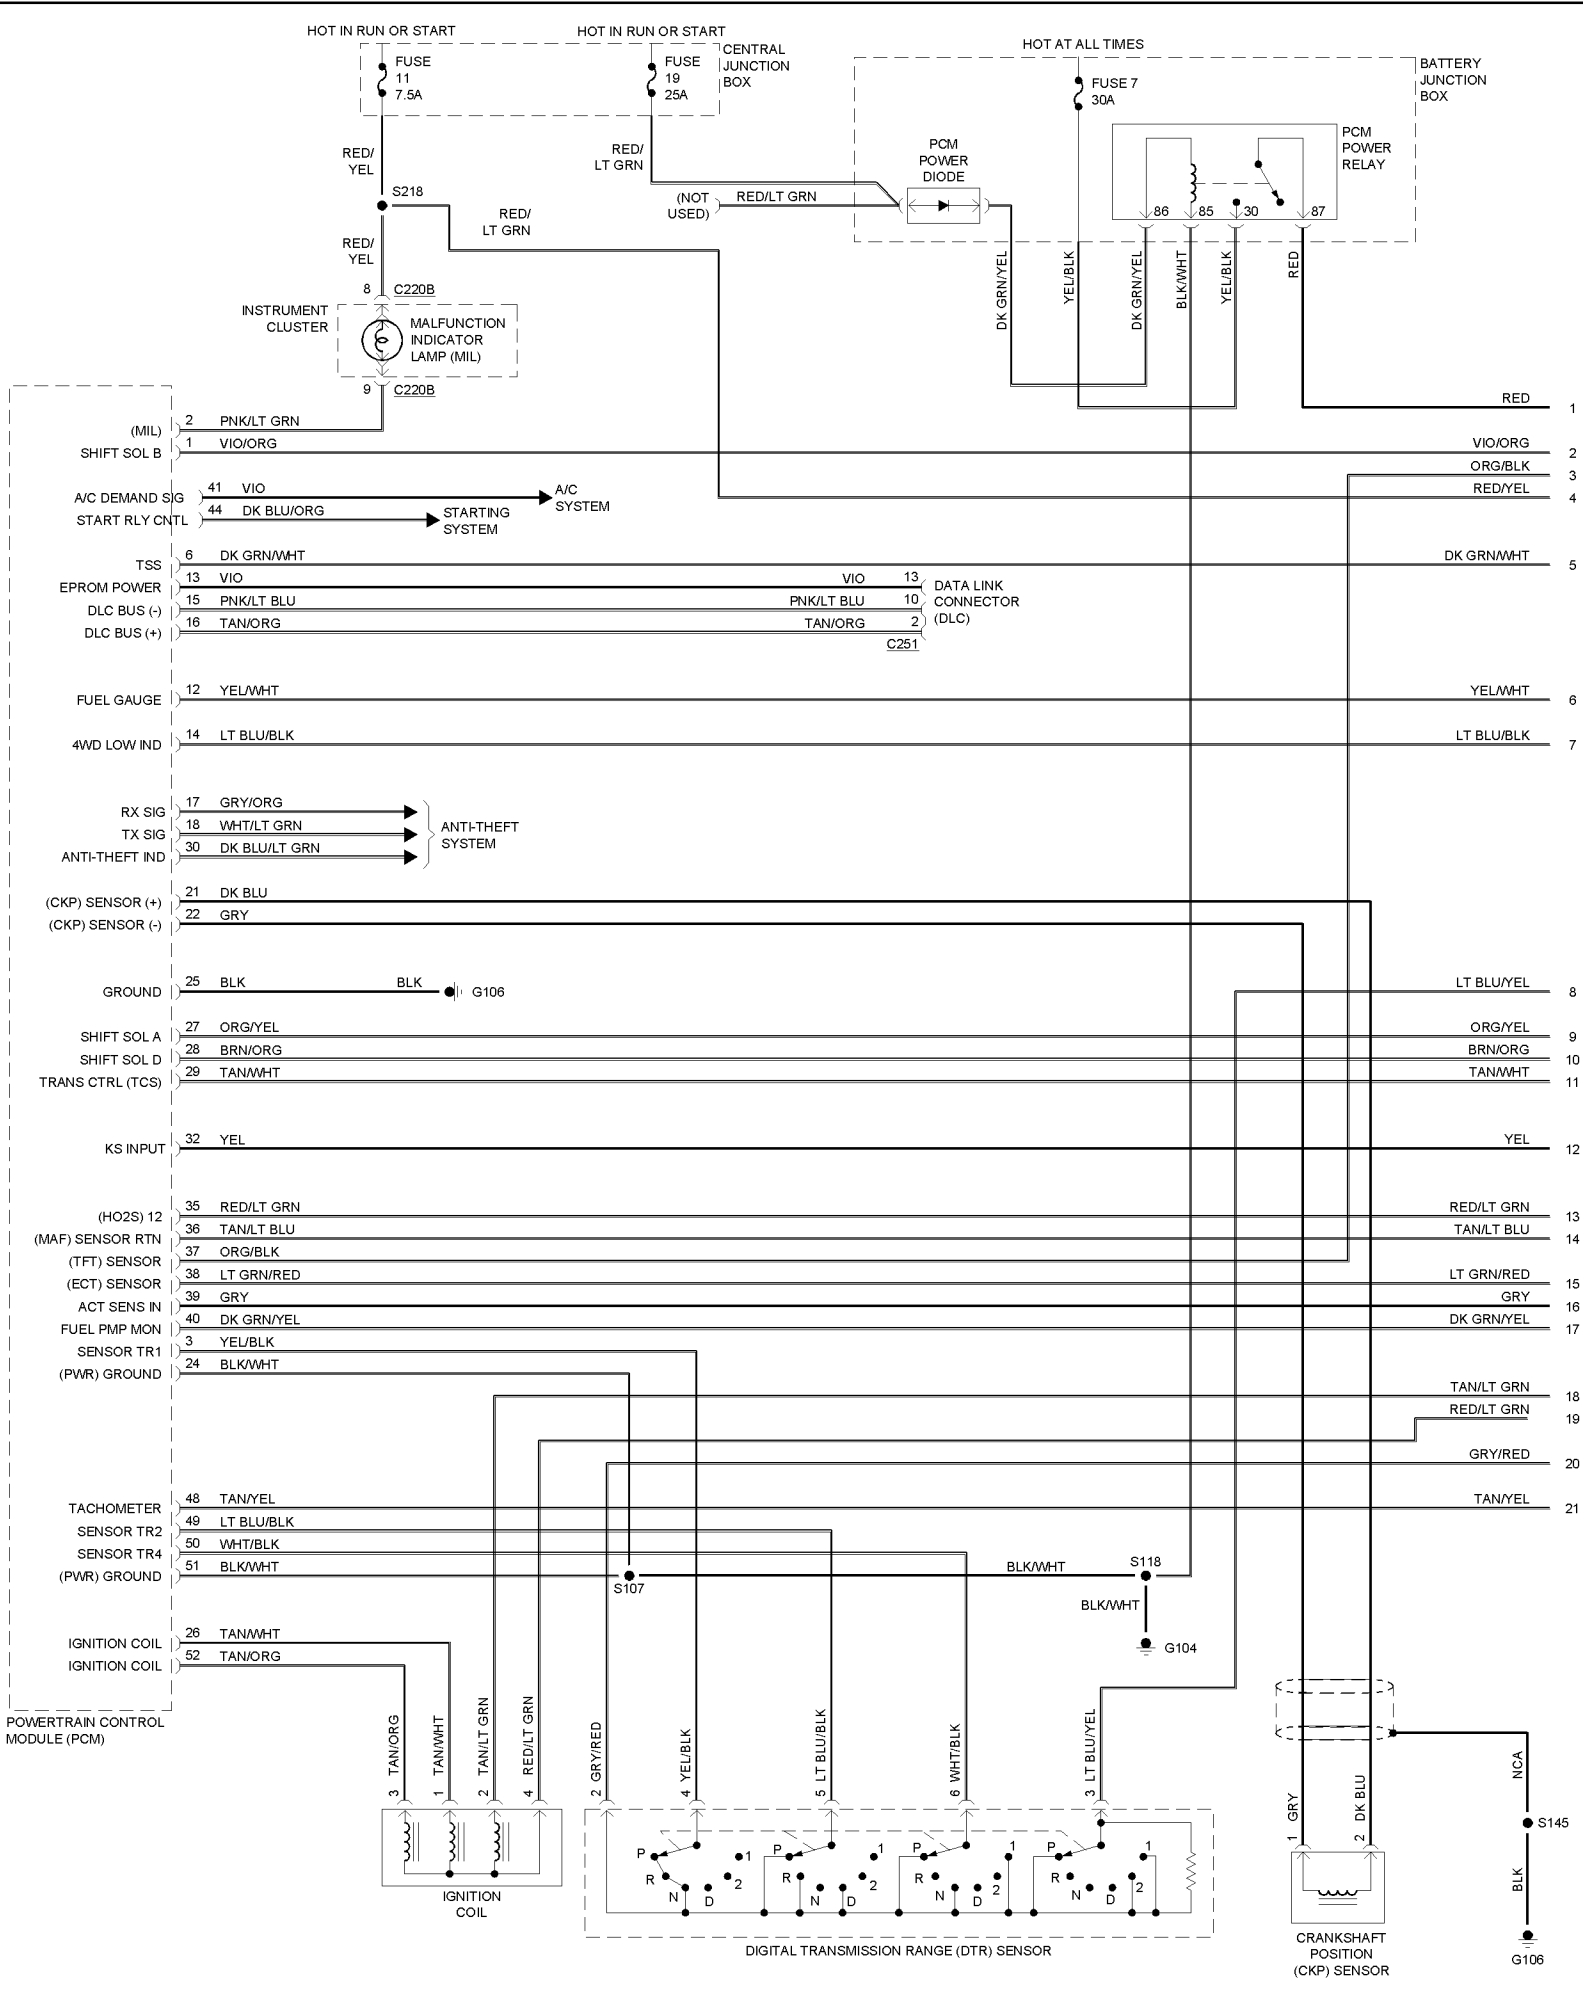 HOT IN RUN OR START
HOT IN RUN OR START
HOT AT ALL TIMES
FUSE
11
7.5A
FUSE
19
25A
CENTRAL
JUNCTION
BOX
FUSE 7
30A
BATTERY
JUNCTION
BOX
PCM
POWER
RELAY
PCM
POWER
DIODE
RED/
YEL
RED/
LT GRN
S218
(NOT
USED)
RED/LT GRN
86
85
30
87
RED/
LT GRN
RED/
YEL
DK GRN/YEL
YEL/BLK
DK GRN/YEL
BLK/WHT
YEL/BLK
RED
8
C220B
INSTRUMENT
CLUSTER
MALFUNCTION
INDICATOR
LAMP (MIL)
9
C220B
RED
1
(MIL)
2
PNK/LT GRN
SHIFT SOL B
1
VIO/ORG
VIO/ORG
2
ORG/BLK
3
RED/YEL
4
A/C DEMAND SIG
41
VIO
A/C
SYSTEM
START RLY CNTL
44
DK BLU/ORG
STARTING
SYSTEM
TSS
6
DK GRN/WHT
DK GRN/WHT
5
EPROM POWER
13
VIO
VIO
13
DLC BUS (-)
15
PNK/LT BLU
PNK/LT BLU
10
DLC BUS (+)
16
TAN/ORG
TAN/ORG
2
DATA LINK
CONNECTOR
(DLC)
C251
FUEL GAUGE
12
YEL/WHT
YEL/WHT
6
4WD LOW IND
14
LT BLU/BLK
LT BLU/BLK
7
RX SIG
17
GRY/ORG
TX SIG
18
WHT/LT GRN
ANTI-THEFT IND
30
DK BLU/LT GRN
ANTI-THEFT
SYSTEM
(CKP) SENSOR (+)
21
DK BLU
(CKP) SENSOR (-)
22
GRY
GROUND
25
BLK
BLK
G106
LT BLU/YEL
8
SHIFT SOL A
27
ORG/YEL
ORG/YEL
9
SHIFT SOL D
28
BRN/ORG
BRN/ORG
10
TRANS CTRL (TCS)
29
TAN/WHT
TAN/WHT
11
KS INPUT
32
YEL
YEL
12
(HO2S) 12
35
RED/LT GRN
RED/LT GRN
13
(MAF) SENSOR RTN
36
TAN/LT BLU
TAN/LT BLU
14
(TFT) SENSOR
37
ORG/BLK
(ECT) SENSOR
38
LT GRN/RED
LT GRN/RED
15
ACT SENS IN
39
GRY
GRY
16
FUEL PMP MON
40
DK GRN/YEL
DK GRN/YEL
17
SENSOR TR1
3
YEL/BLK
(PWR) GROUND
24
BLK/WHT
TAN/LT GRN
18
RED/LT GRN
19
GRY/RED
20
TACHOMETER
48
TAN/YEL
TAN/YEL
21
SENSOR TR2
49
LT BLU/BLK
SENSOR TR4
50
WHT/BLK
(PWR) GROUND
51
BLK/WHT
S107
BLK/WHT
S118
BLK/WHT
G104
IGNITION COIL
26
TAN/WHT
IGNITION COIL
52
TAN/ORG
POWERTRAIN CONTROL
MODULE (PCM)
3 TAN/ORG
1 TAN/WHT
2 TAN/LT GRN
4 RED/LT GRN
2 GRY/RED
4 YEL/BLK
5 LT BLU/BLK
6 WHT/BLK
3 LT BLU/YEL
1 GRY
2 DK BLU
NCA
S145
BLK
G106
IGNITION
COIL
P
R
N
D
2
1
P
R
N
D
2
1
P
R
N
D
2
1
P
R
N
D
2
1
DIGITAL TRANSMISSION RANGE (DTR) SENSOR
CRANKSHAFT
POSITION
(CKP) SENSOR